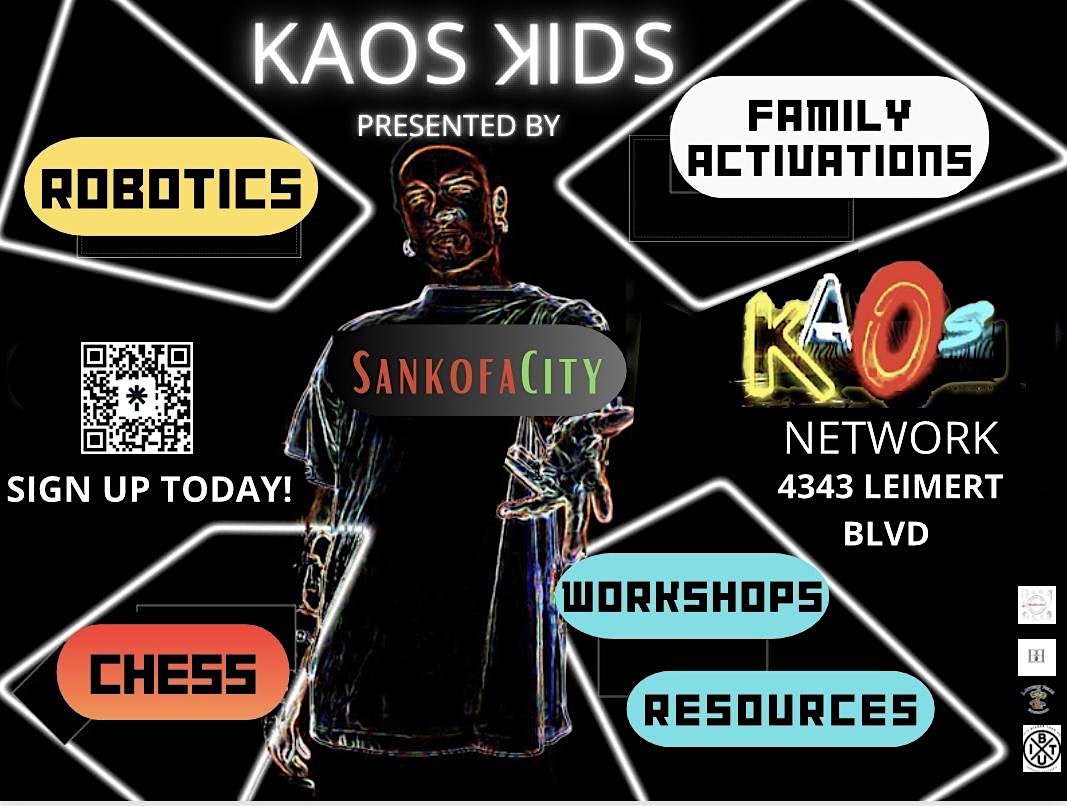 KAOS KIDS
PRESENTED BY
FAMILY
ACTIVATIONS
ROBOTICS
SANKOFACITY
KAOS
NETWORK
4343 LEIMERT
BLVD
SIGN UP TODAY!
WORKSHOPS
CHESS
RESOURCES